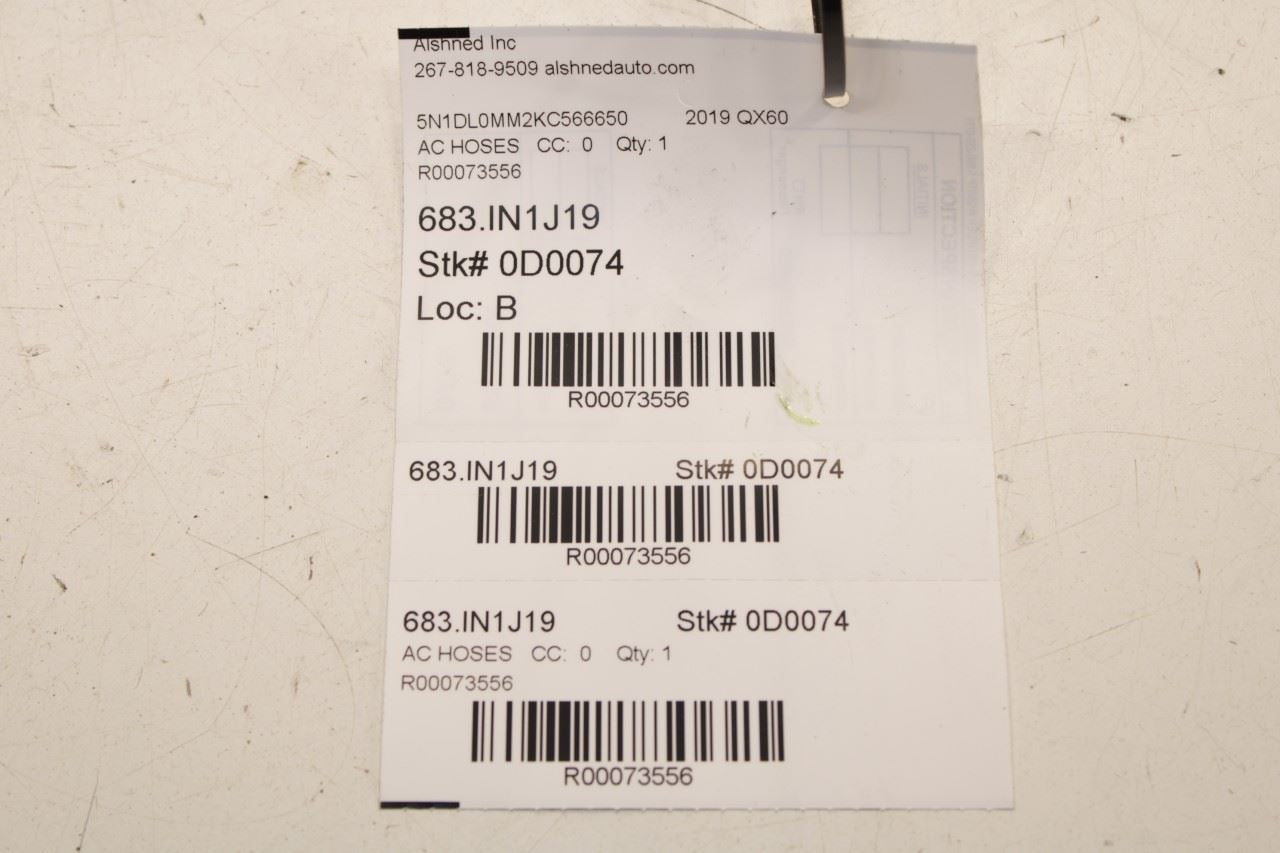 Alshned Inc
267-818-9509 alshnedauto.com
5N1DL0MM2KC566650 2019 QX60
AC HOSES CC: 0 Qty: 1
R00073556
683.IN1J19
Stk# 0D0074
Loc: B
R00073556
683.IN1J19 Stk# 0D0074
R00073556
683.IN1J19 Stk# 0D0074
AC HOSES CC: 0 Qty: 1
R00073556
R00073556